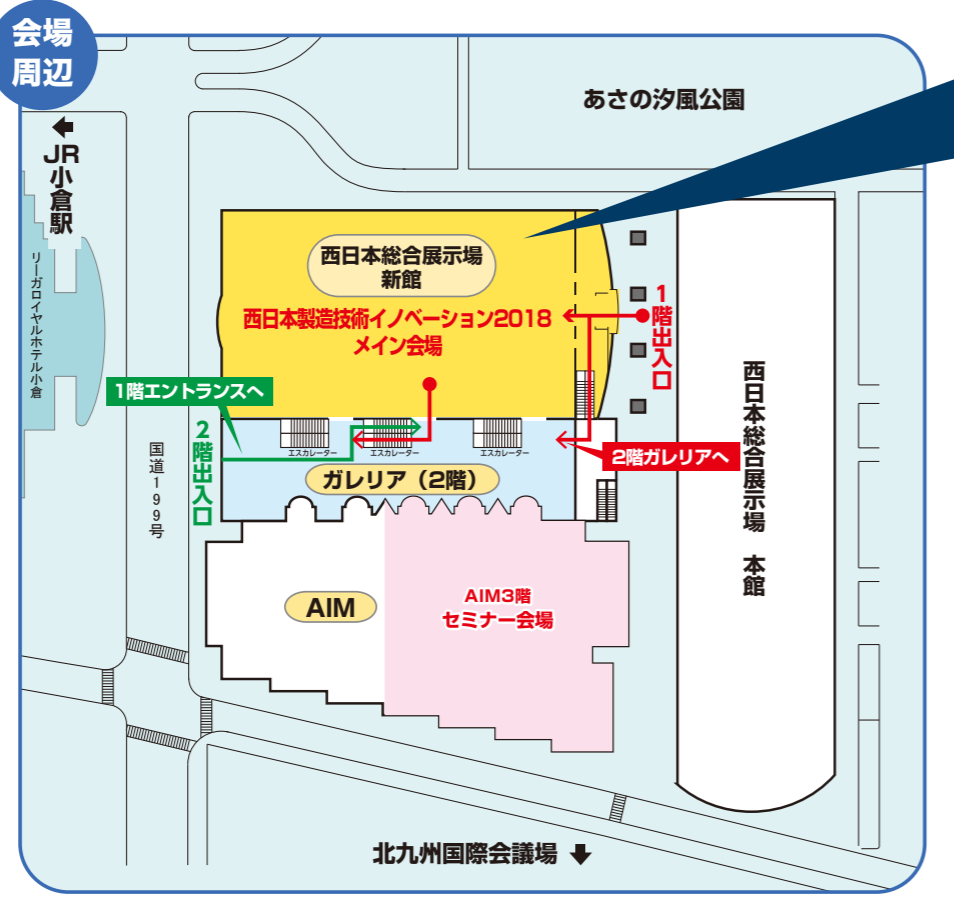 会場
周辺
あさの汐風公園
JR小倉駅
リーガロイヤルホテル小倉
西日本総合展示場
新館
西日本製造技術イノベーション2018
メイン会場
1階出入口
1階エントランスへ
2階出入口
エスカレーター
エスカレーター
エスカレーター
2階ガレリアへ
ガレリア（2階）
国道199号
西日本総合展示場 本館
AIM
AIM3階
セミナー会場
北九州国際会議場